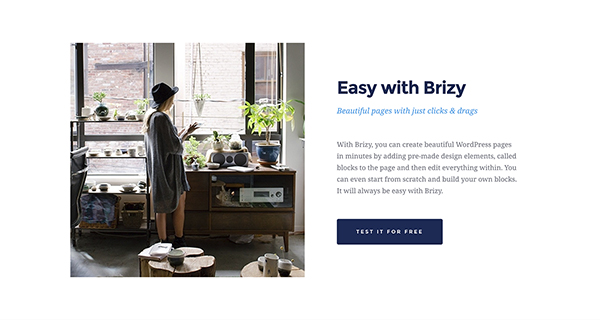 Easy with Brizy
Beautiful pages with just clicks & drags
With Brizy, you can create beautiful WordPress pages
in minutes by adding pre-made design elements, called
blocks to the page and then edit everything within. You
can even start from scratch and build your own blocks.
It will always be easy with Brizy.
TEST IT FOR FREE